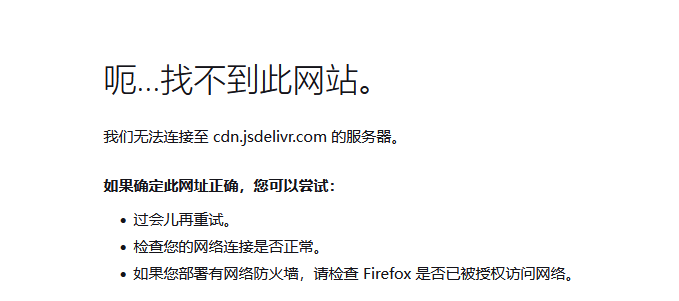 呃…找不到此网站。
我们无法连接至 cdn.jsdelivr.com 的服务器。
如果确定此网址正确，您可以尝试：
• 过会儿再重试。
• 检查您的网络连接是否正常。
• 如果您部署有网络防火墙，请检查 Firefox 是否已被授权访问网络。